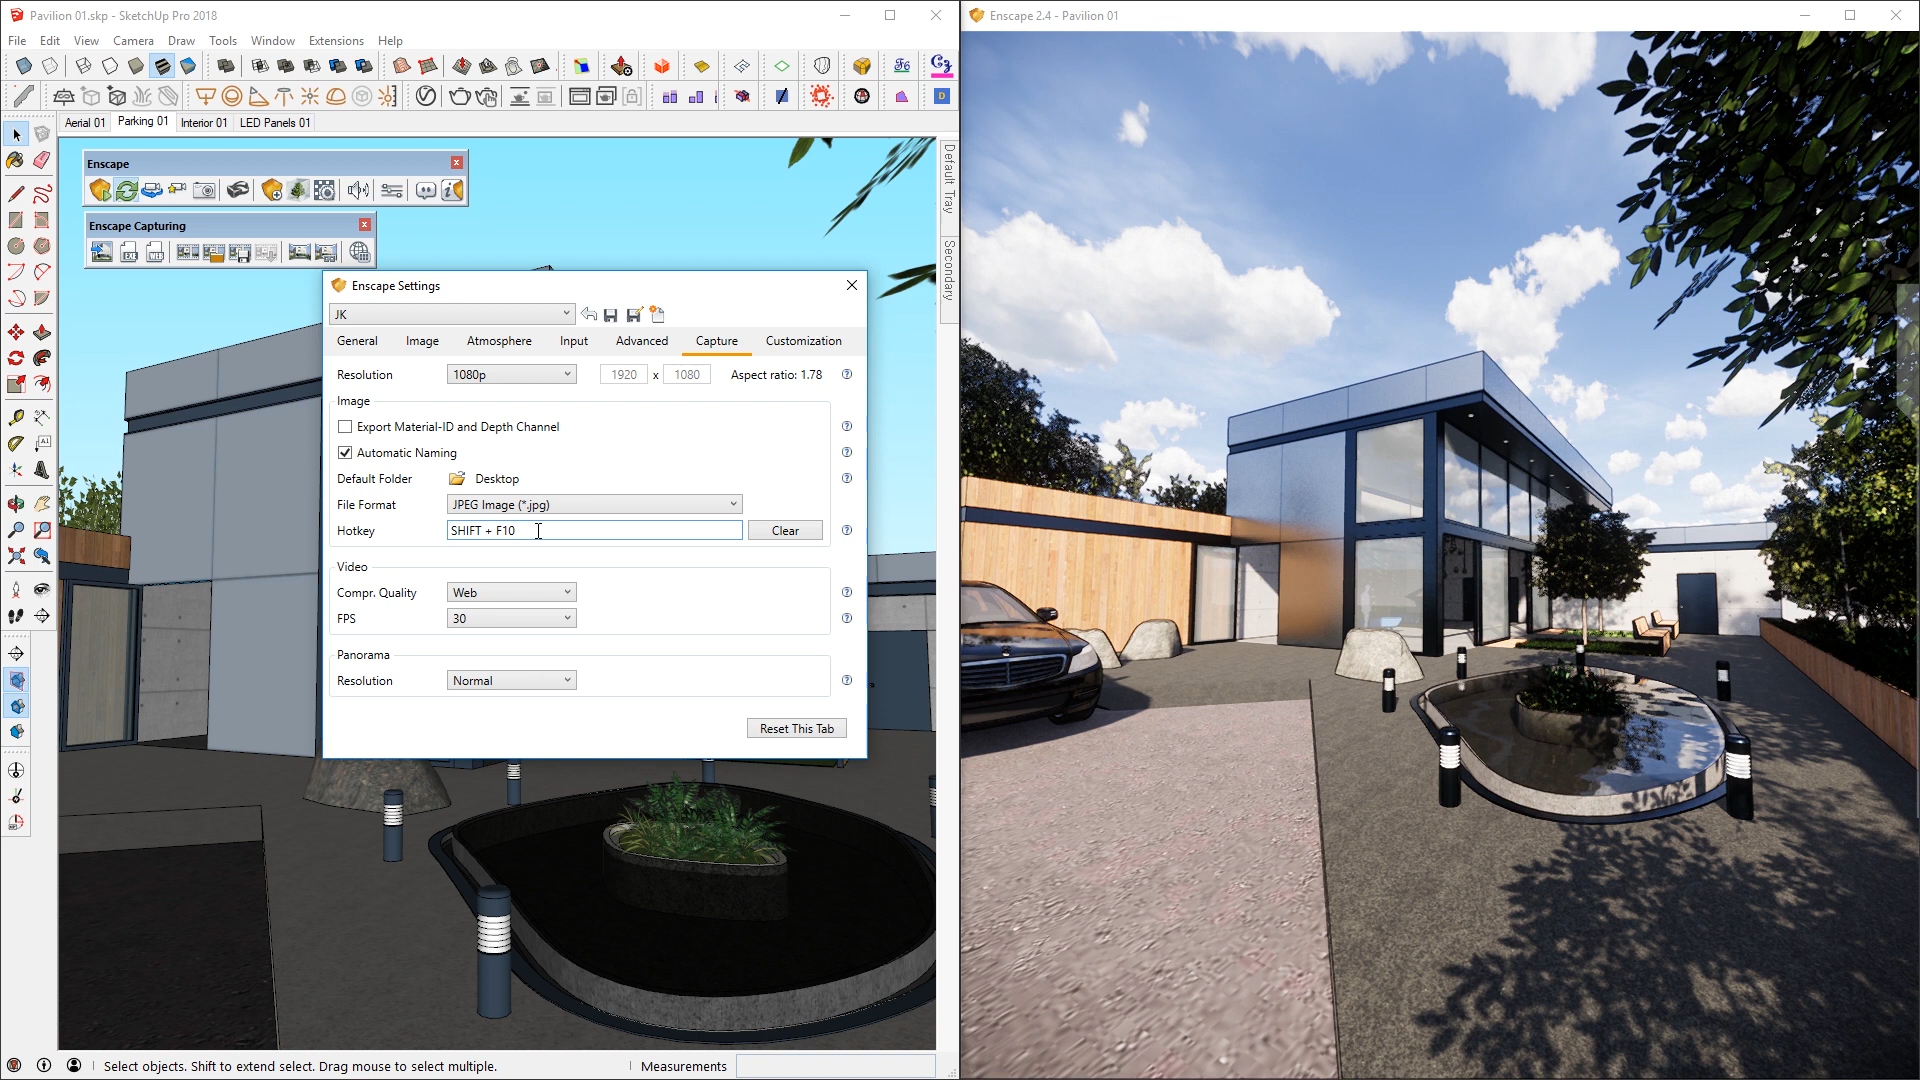 Pavilion 01.skp - SketchUp Pro 2018
File Edit View Camera Draw Tools Window Extensions Help
Aerial 01 Parking 01 Interior 01 LED Panels 01
Enscape
Enscape Capturing
EXE WEB
Default Tray
Secondary
Enscape Settings
JK
General Image Atmosphere Input Advanced Capture Customization
Resolution 1080p 1920 x 1080 Aspect ratio: 1.78
Image
Export Material-ID and Depth Channel
Automatic Naming
Default Folder Desktop
File Format JPEG Image (*.jpg)
Hotkey SHIFT + F10 Clear
Video
Compr. Quality Web
FPS 30
Panorama
Resolution Normal
Reset This Tab
Select objects. Shift to extend select. Drag mouse to select multiple.
Measurements
Enscape 2.4 - Pavilion 01